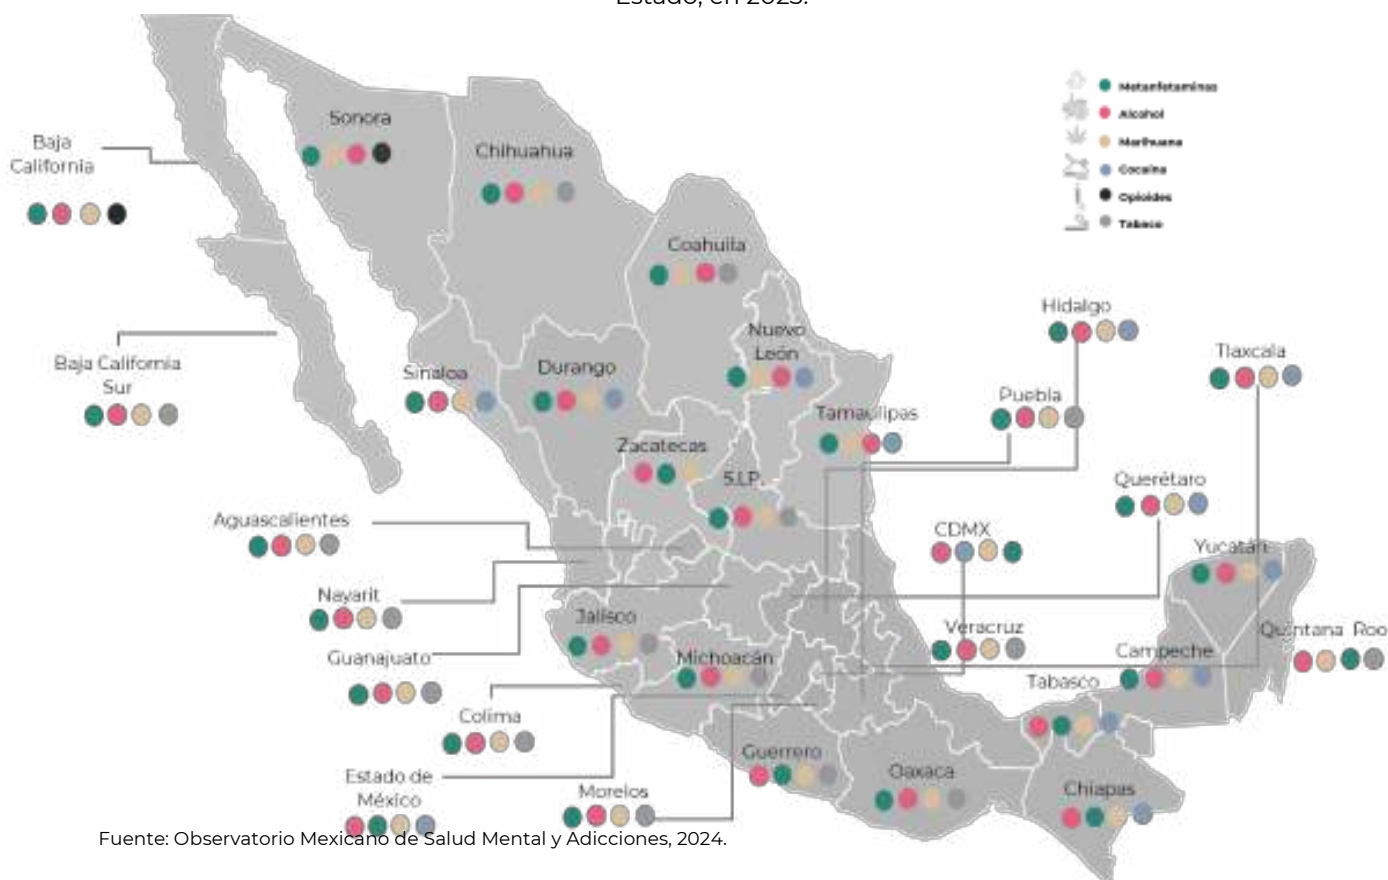 Estado, en 2023.
Metanfetaminas
Alcohol
Marihuana
Cocaína
Opioides
Tabaco
Sonora
Baja
California
Chihuahua
Coahuila
Hidalgo
Nuevo
León
Tlaxcala
Baja California
Sur
Sinaloa
Durango
Puebla
Tamaulipas
Zacatecas
S.LP.
Querétaro
Aguascalientes
CDMX
Yucatán
Nayarit
Jalisco
Veracruz
Quintana Roo
Guanajuato
Michoacán
Campeche
Tabasco
Colima
Guerrero
Oaxaca
Estado de
México
Morelos
Chiapas
Fuente: Observatorio Mexicano de Salud Mental y Adicciones, 2024.